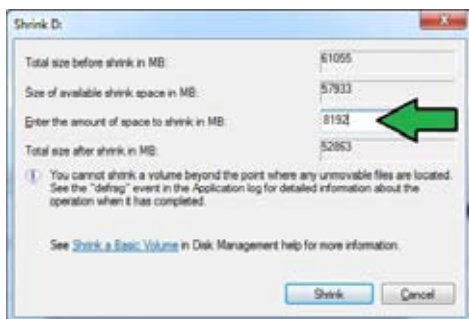 Shrink D:
Total size before shrink in MB: 61055
Size of available shrink space in MB: 57933
Enter the amount of space to shrink in MB: 8192
Total size after shrink in MB: 52863
You cannot shrink a volume beyond the point where any unmovable files are located.
See the "defrag" event in the Application log for detailed information about the
operation when it has completed.
See Shrink a Basic Volume in Disk Management help for more information.
Shrink Cancel